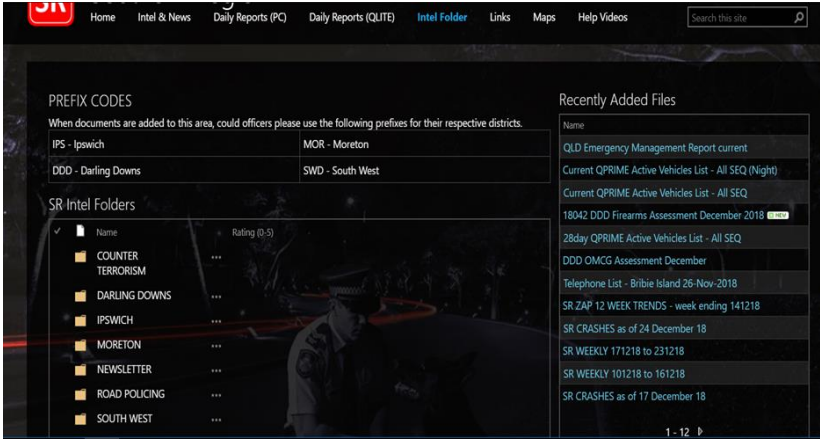 SR
Home Intel & News Daily Reports (PC) Daily Reports (QLITE) Intel Folder Links Maps Help Videos Search this site
PREFIX CODES
When documents are added to this area, could officers please use the following prefixes for their respective districts.
IPS - Ipswich MOR - Moreton
DDD - Darling Downs SWD - South West
SR Intel Folders
Name Rating (0-5)
COUNTER
TERRORISM ...
DARLING DOWNS ...
IPSWICH ...
MORETON ...
NEWSLETTER ...
ROAD POLICING ...
SOUTH WEST ...
Recently Added Files
Name
QLD Emergency Management Report current
Current QPRIME Active Vehicles List - All SEQ (Night)
Current QPRIME Active Vehicles List - All SEQ
18042 DDD Firearms Assessment December 2018 NEW
28day QPRIME Active Vehicles List - All SEQ
DDD OMCG Assessment December
Telephone List - Bribie Island 26-Nov-2018
SR ZAP 12 WEEK TRENDS - week ending 141218
SR CRASHES as of 24 December 18
SR WEEKLY 171218 to 231218
SR WEEKLY 101218 to 161218
SR CRASHES as of 17 December 18
1 - 12